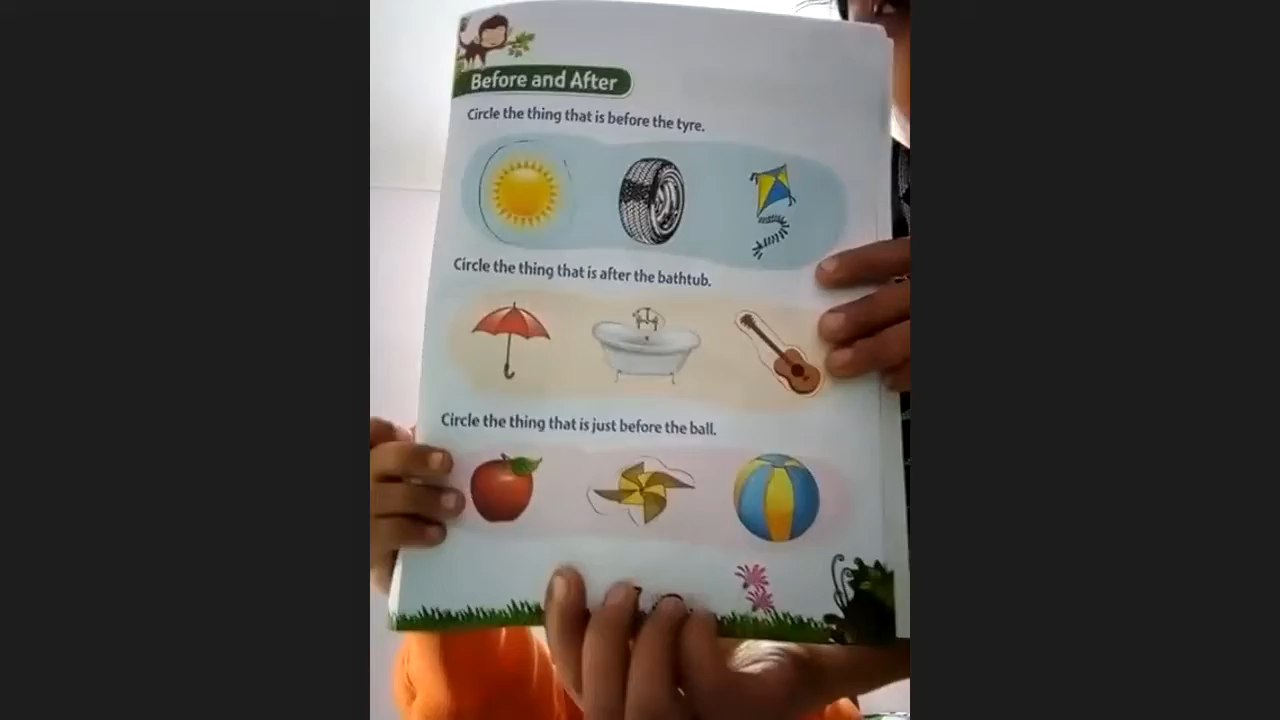 Before and After
Circle the thing that is before the tyre.
Circle the thing that is after the bathtub.
Circle the thing that is just before the ball.